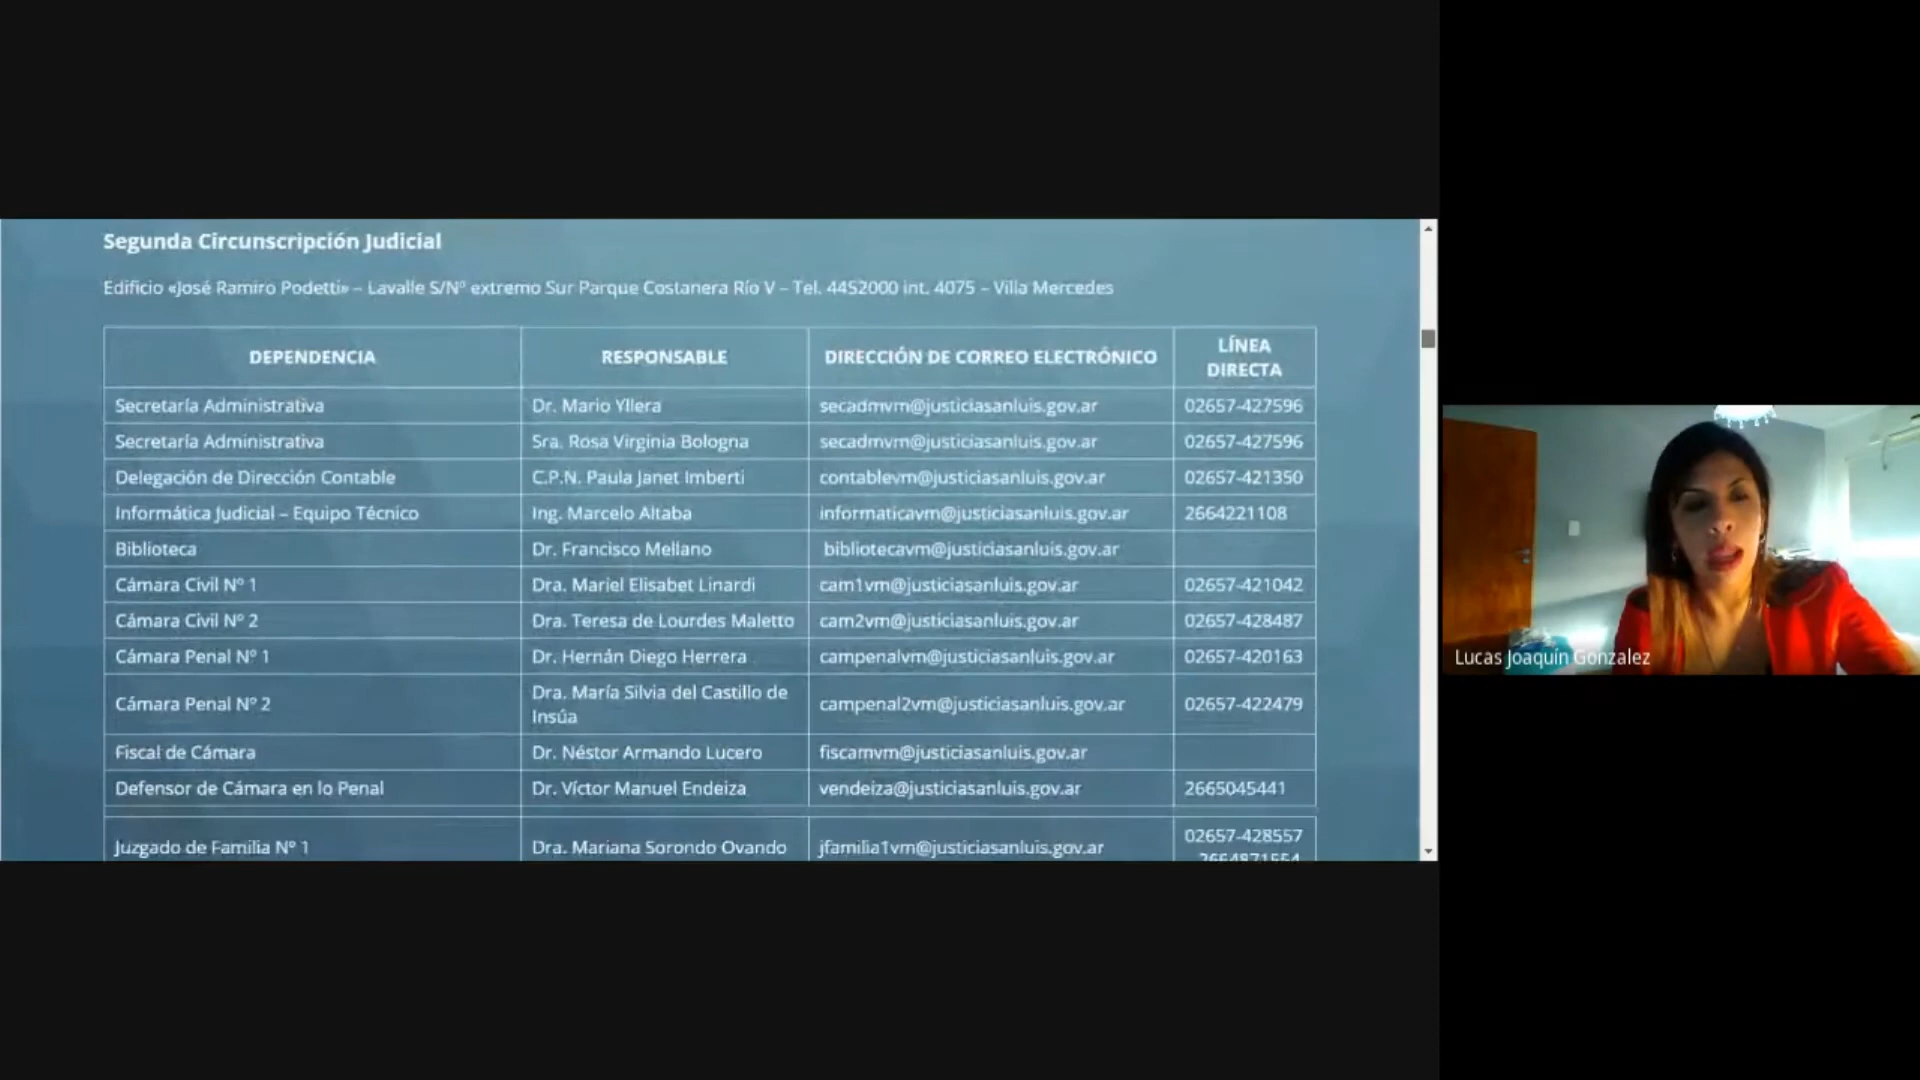 Segunda Circunscripción Judicial
Edificio «José Ramiro Podetti» – Lavalle S/Nº extremo Sur Parque Costanera Río V – Tel. 4452000 int. 4075 – Villa Mercedes
DEPENDENCIA RESPONSABLE DIRECCIÓN DE CORREO ELECTRÓNICO LÍNEA DIRECTA
Secretaría Administrativa Dr. Mario Yllera secadmvm@justiciasanluis.gov.ar 02657-427596
Secretaría Administrativa Sra. Rosa Virginia Bologna secadmvm@justiciasanluis.gov.ar 02657-427596
Delegación de Dirección Contable C.P.N. Paula Janet Imberti contablevm@justiciasanluis.gov.ar 02657-421350
Informática Judicial – Equipo Técnico Ing. Marcelo Altaba informaticavm@justiciasanluis.gov.ar 2664221108
Biblioteca Dr. Francisco Mellano bibliotecavm@justiciasanluis.gov.ar
Cámara Civil Nº 1 Dra. Mariel Elisabet Linardi cam1vm@justiciasanluis.gov.ar 02657-421042
Cámara Civil Nº 2 Dra. Teresa de Lourdes Maletto cam2vm@justiciasanluis.gov.ar 02657-428487
Cámara Penal Nº 1 Dr. Hernán Diego Herrera campenalvm@justiciasanluis.gov.ar 02657-420163
Cámara Penal Nº 2 Dra. María Silvia del Castillo de Insúa campenal2vm@justiciasanluis.gov.ar 02657-422479
Fiscal de Cámara Dr. Néstor Armando Lucero fiscamvm@justiciasanluis.gov.ar
Defensor de Cámara en lo Penal Dr. Víctor Manuel Endeiza vendeiza@justiciasanluis.gov.ar 2665045441
Juzgado de Familia Nº 1 Dra. Mariana Sorondo Ovando jfamilia1vm@justiciasanluis.gov.ar 02657-428557
Lucas Joaquín Gonzalez